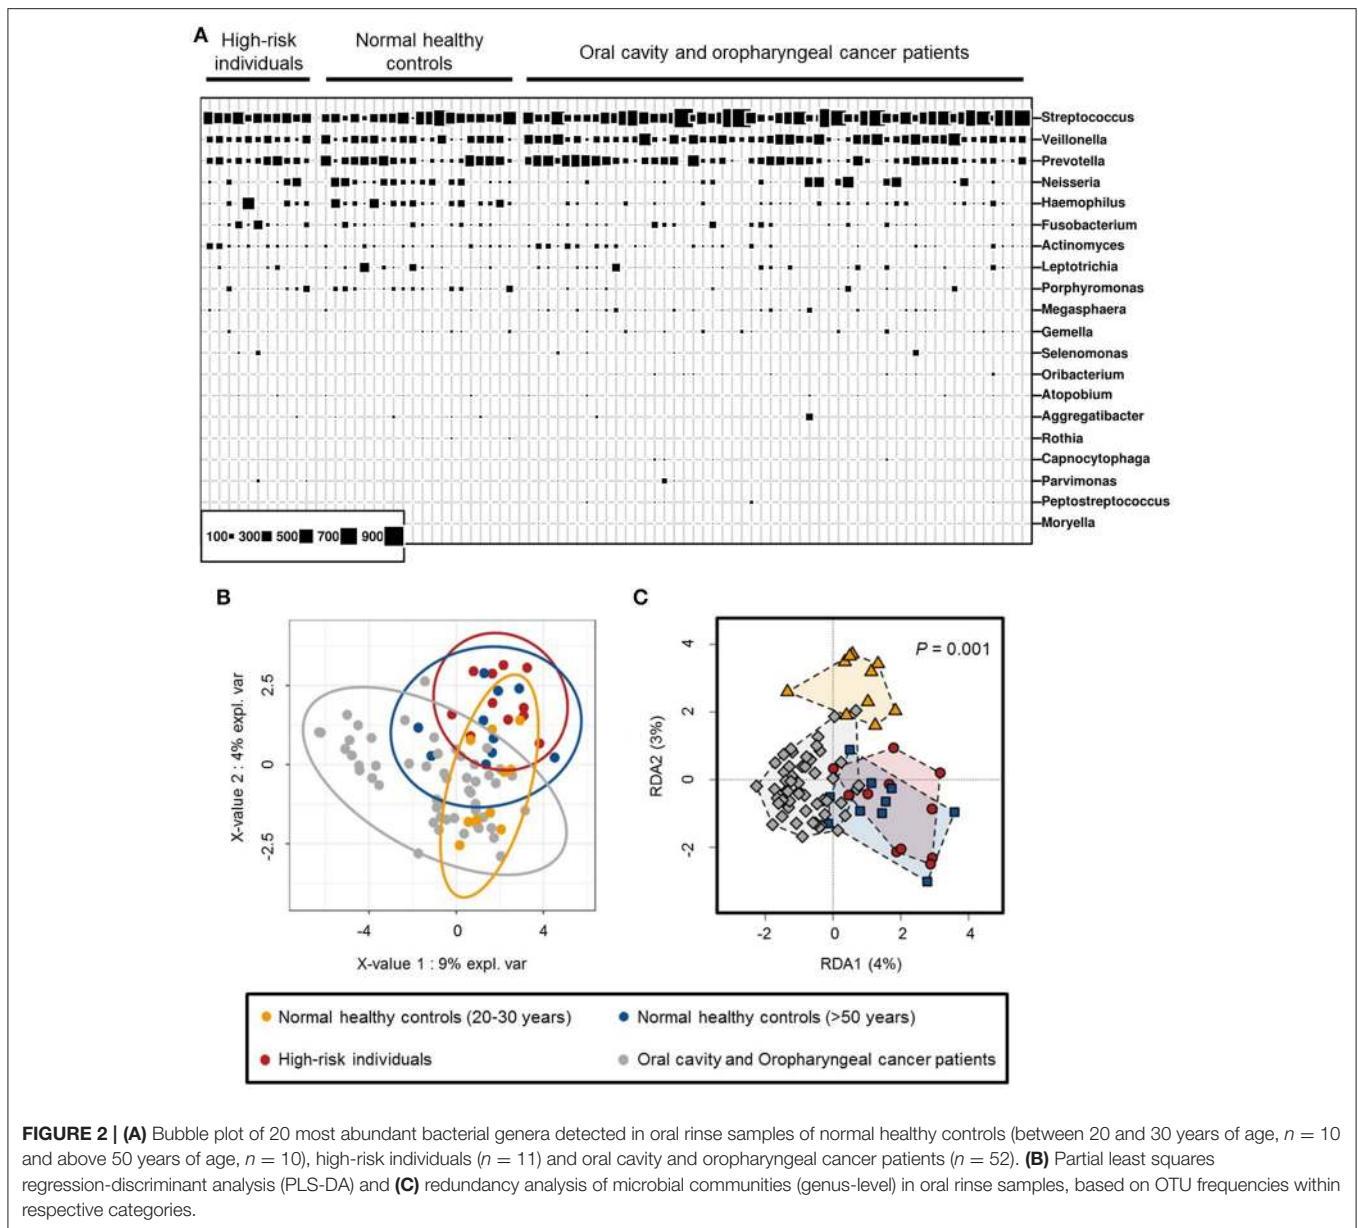 A
High-risk
individuals
Normal healthy
controls
Oral cavity and oropharyngeal cancer patients
Streptococcus
Veillonella
Prevotella
Neisseria
Haemophilus
Fusobacterium
Actinomyces
Leptotrichia
Porphyromonas
Megasphaera
Gemella
Selenomonas
Oribacterium
Atopobium
Aggregatibacter
Rothia
Capnocytophaga
Parvimonas
Peptostreptococcus
Moryella
100 300 500 700 900
B
X-value 2 : 4% expl. var
2.5
0
-2.5
-4 0 4
X-value 1 : 9% expl. var
C
P = 0.001
RDA2 (3%)
4
2
0
-2
-2 0 2 4
RDA1 (4%)
Normal healthy controls (20-30 years)
Normal healthy controls (>50 years)
High-risk individuals
Oral cavity and Oropharyngeal cancer patients
FIGURE 2 | (A) Bubble plot of 20 most abundant bacterial genera detected in oral rinse samples of normal healthy controls (between 20 and 30 years of age, n = 10
and above 50 years of age, n = 10), high-risk individuals (n = 11) and oral cavity and oropharyngeal cancer patients (n = 52). (B) Partial least squares
regression-discriminant analysis (PLS-DA) and (C) redundancy analysis of microbial communities (genus-level) in oral rinse samples, based on OTU frequencies within
respective categories.